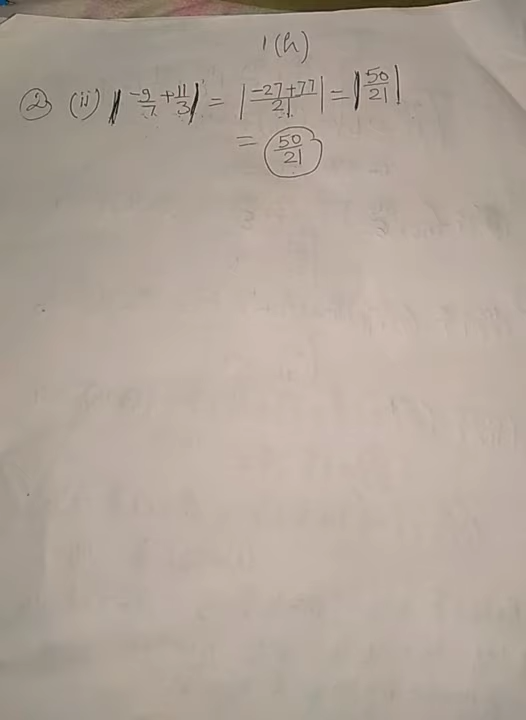 1(h)
② (ii) |-9/7 + 11/3| = |-27+77/21| = |50/21|
= 50/21